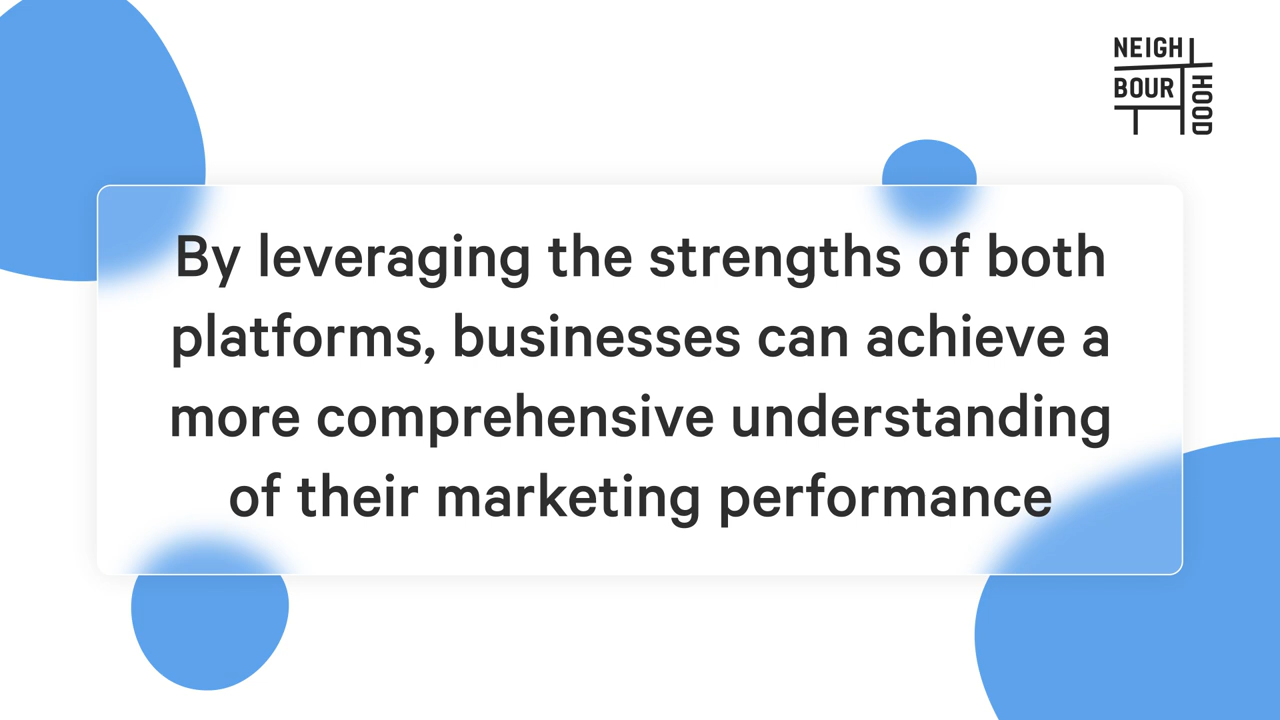 NEIGH
BOUR
HOOD
By leveraging the strengths of both
platforms, businesses can achieve a
more comprehensive understanding
of their marketing performance